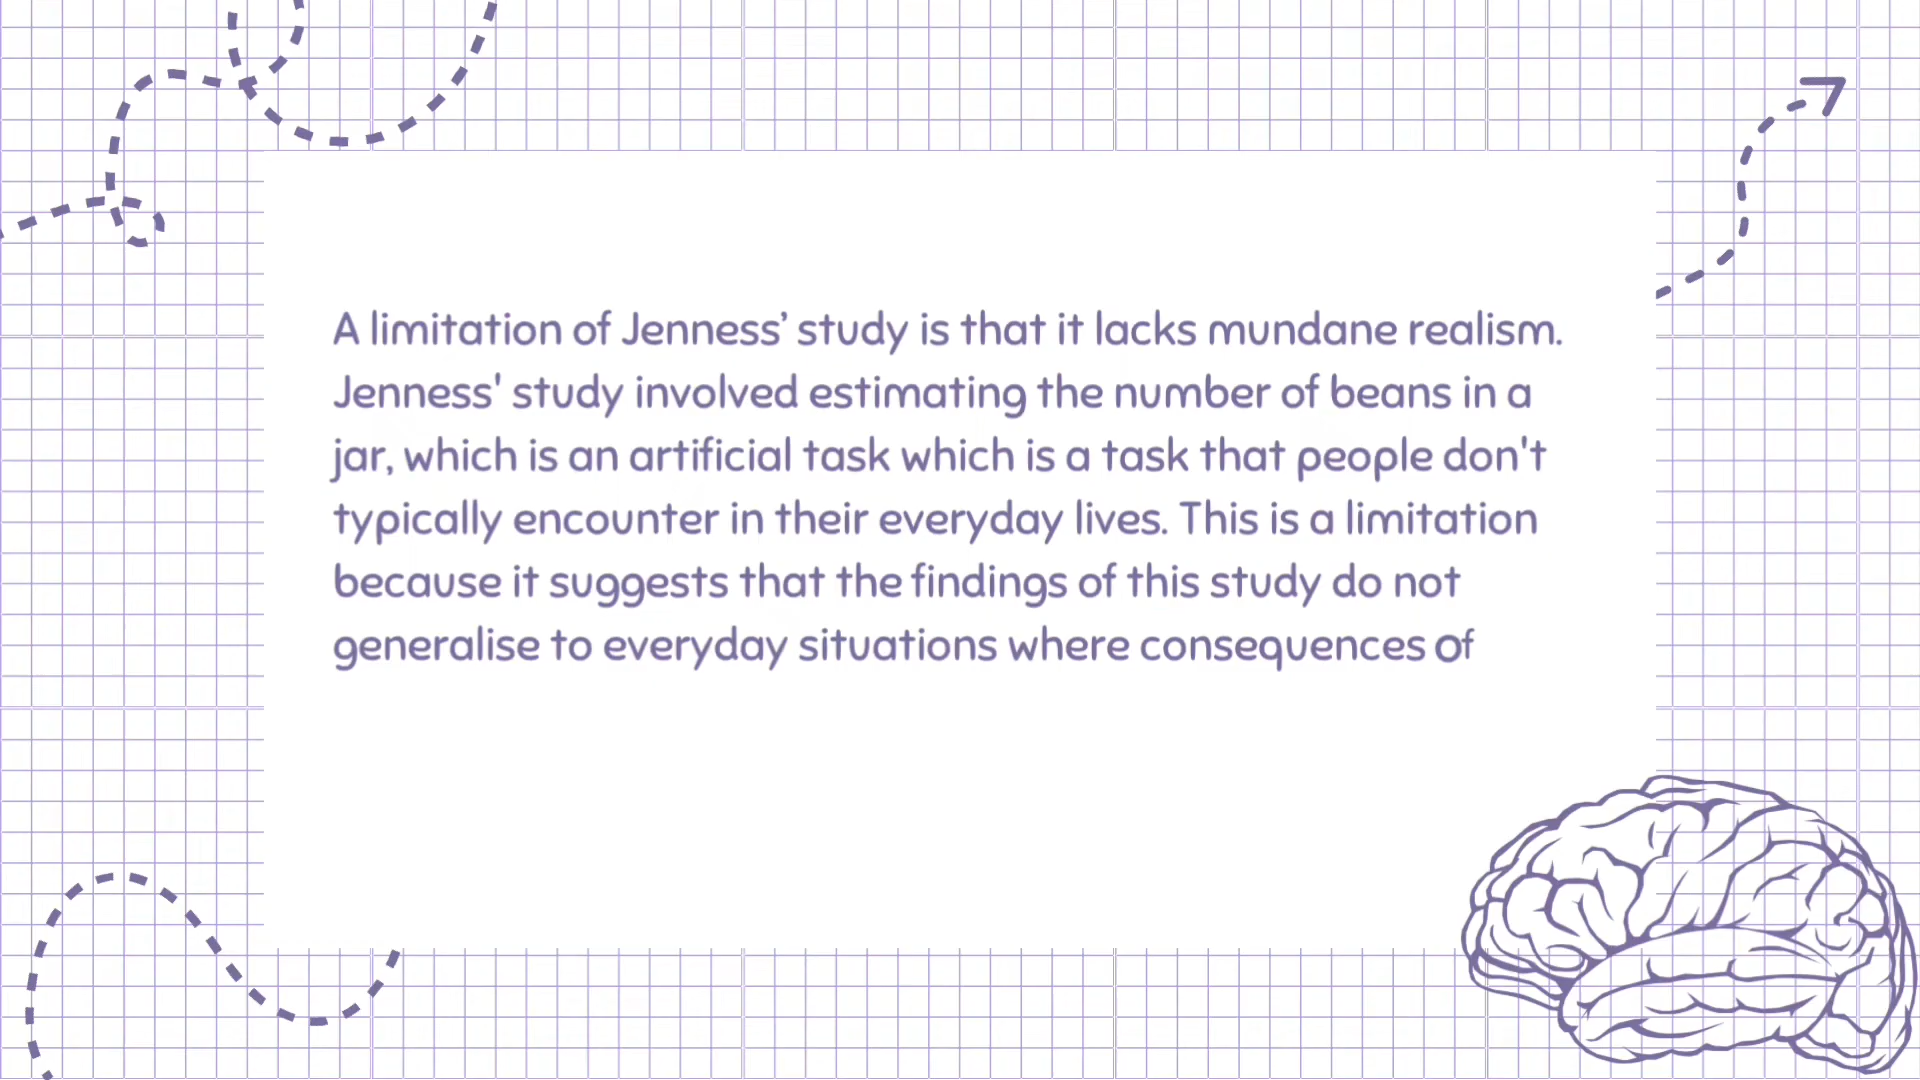 A limitation of Jenness’ study is that it lacks mundane realism.
Jenness' study involved estimating the number of beans in a
jar, which is an artificial task which is a task that people don't
typically encounter in their everyday lives. This is a limitation
because it suggests that the findings of this study do not
generalise to everyday situations where consequences of